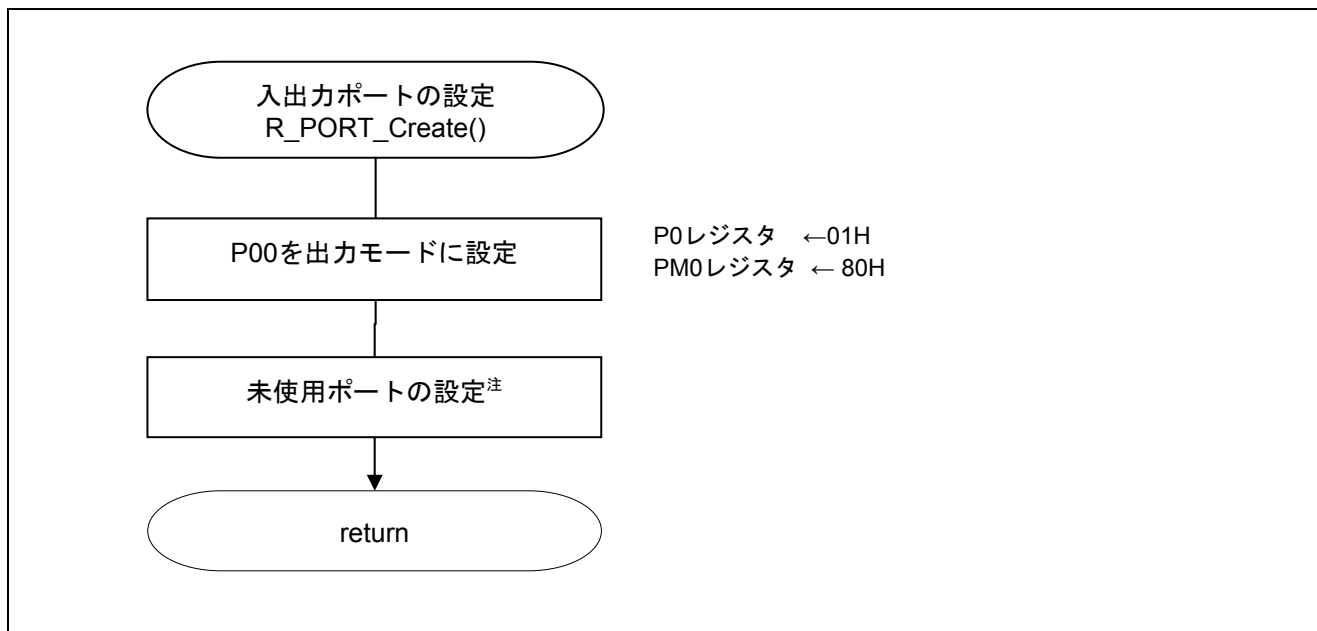 入出力ポートの設定
R_PORT_Create()
P00を出力モードに設定
P0レジスタ ←01H
PM0レジスタ ← 80H
未使用ポートの設定注
return